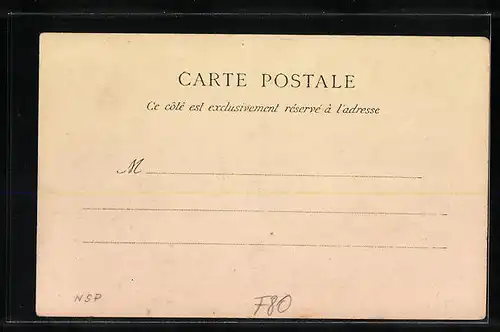 CARTE POSTALE
Ce côté est exclusivement réservé à l'adresse
M
NSP
F80